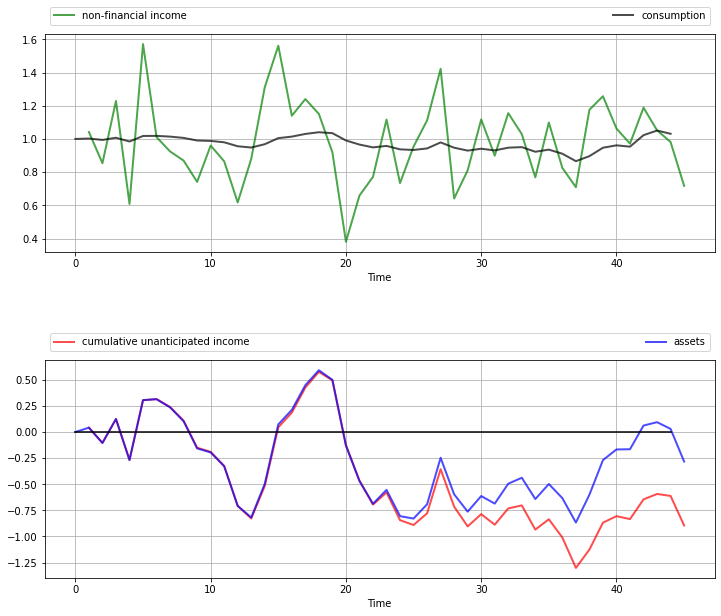 non-financial income consumption
1.6
1.4
1.2
1.0
0.8
0.6
0.4
0 10 20 30 40
Time
cumulative unanticipated income assets
0.50
0.25
0.00
−0.25
−0.50
−0.75
−1.00
−1.25
0 10 20 30 40
Time